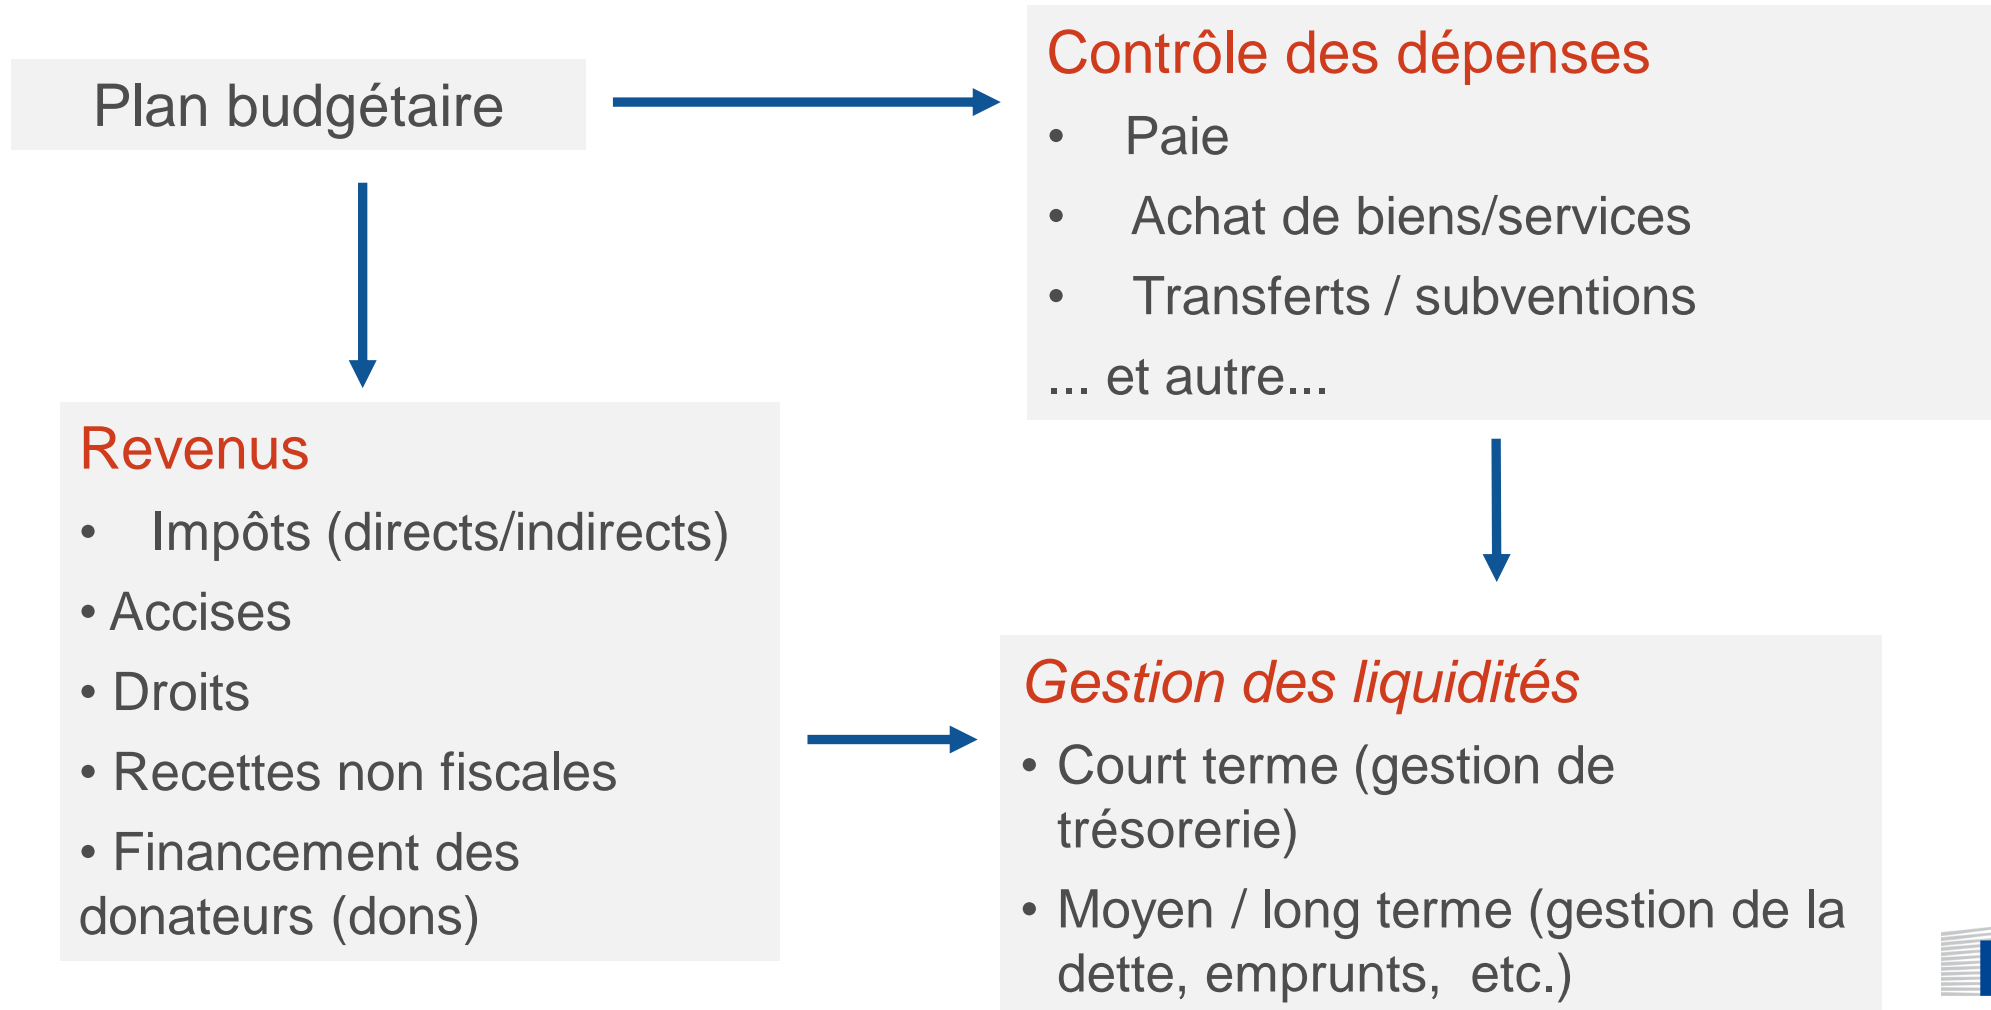 Plan budgétaire
Contrôle des dépenses
• Paie
• Achat de biens/services
• Transferts / subventions
... et autre...
Revenus
• Impôts (directs/indirects)
• Accises
• Droits
• Recettes non fiscales
• Financement des
donateurs (dons)
Gestion des liquidités
• Court terme (gestion de
trésorerie)
• Moyen / long terme (gestion de la
dette, emprunts, etc.)